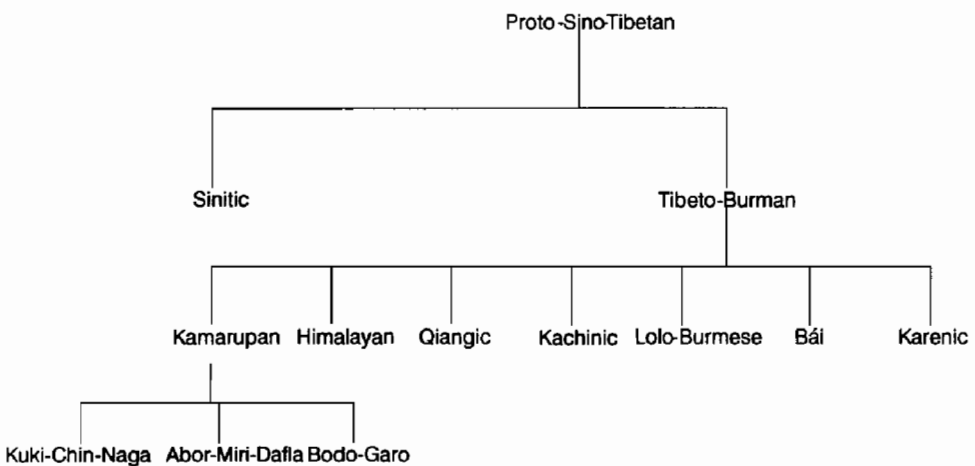 Proto-Sino-Tibetan
Sinitic Tibeto-Burman
Kamarupan Himalayan Qiangic Kachinic Lolo-Burmese Bái Karenic
Kuki-Chin-Naga Abor-Miri-Dafla Bodo-Garo